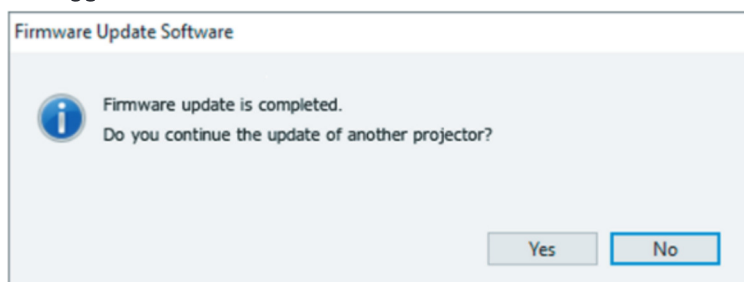 Firmware Update Software
Firmware update is completed.
Do you continue the update of another projector?
Yes No